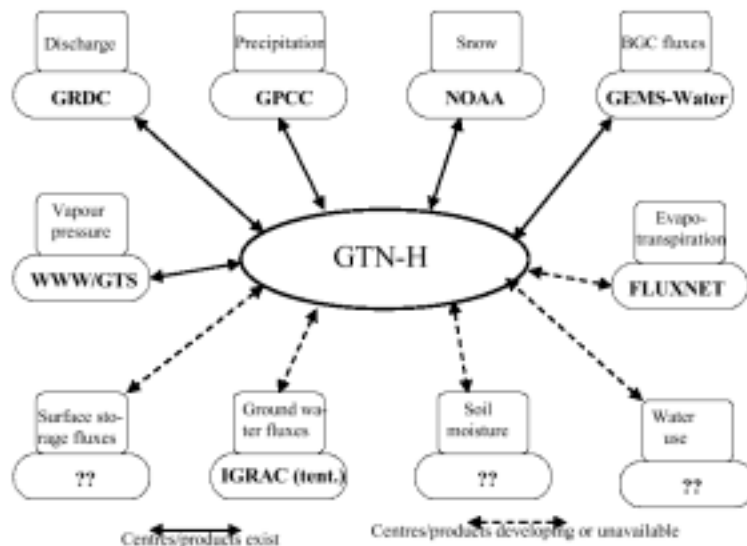 Discharge
GRDC
Precipitation
GPCC
Snow
NOAA
BGC fluxes
GEMS-Water
Vapour
pressure
WWW/GTS
GTN-H
Evapo-
transpiration
FLUXNET
Surface sto-
rage fluxes
??
Ground wa-
ter fluxes
IGRAC (tent.)
Soil
moisture
??
Water
use
??
Centres/products exist
Centres/products developing or unavailable